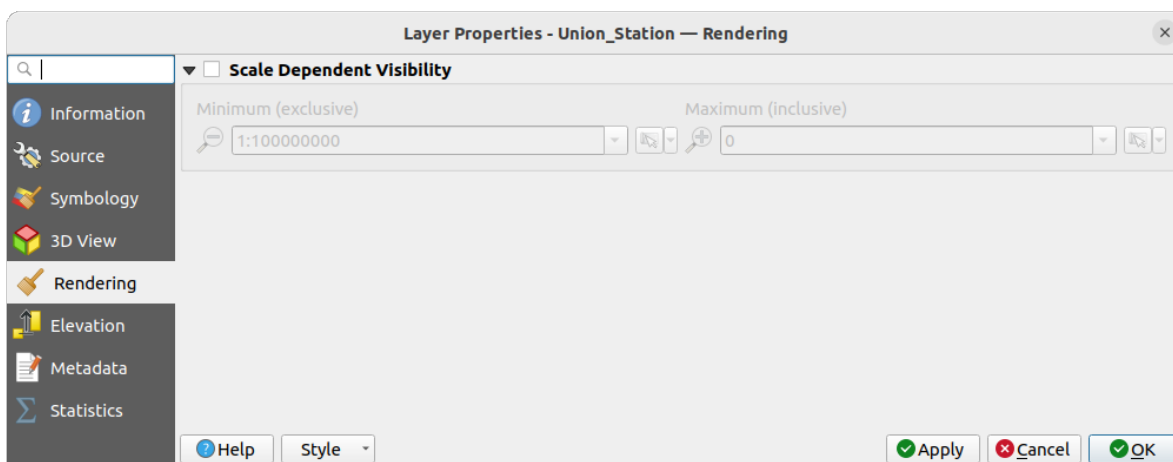 Layer Properties - Union_Station — Rendering
Scale Dependent Visibility
Information
Minimum (exclusive)
Maximum (inclusive)
1:100000000
0
Source
Symbology
3D View
Rendering
Elevation
Metadata
Statistics
Help
Style
Apply
Cancel
OK